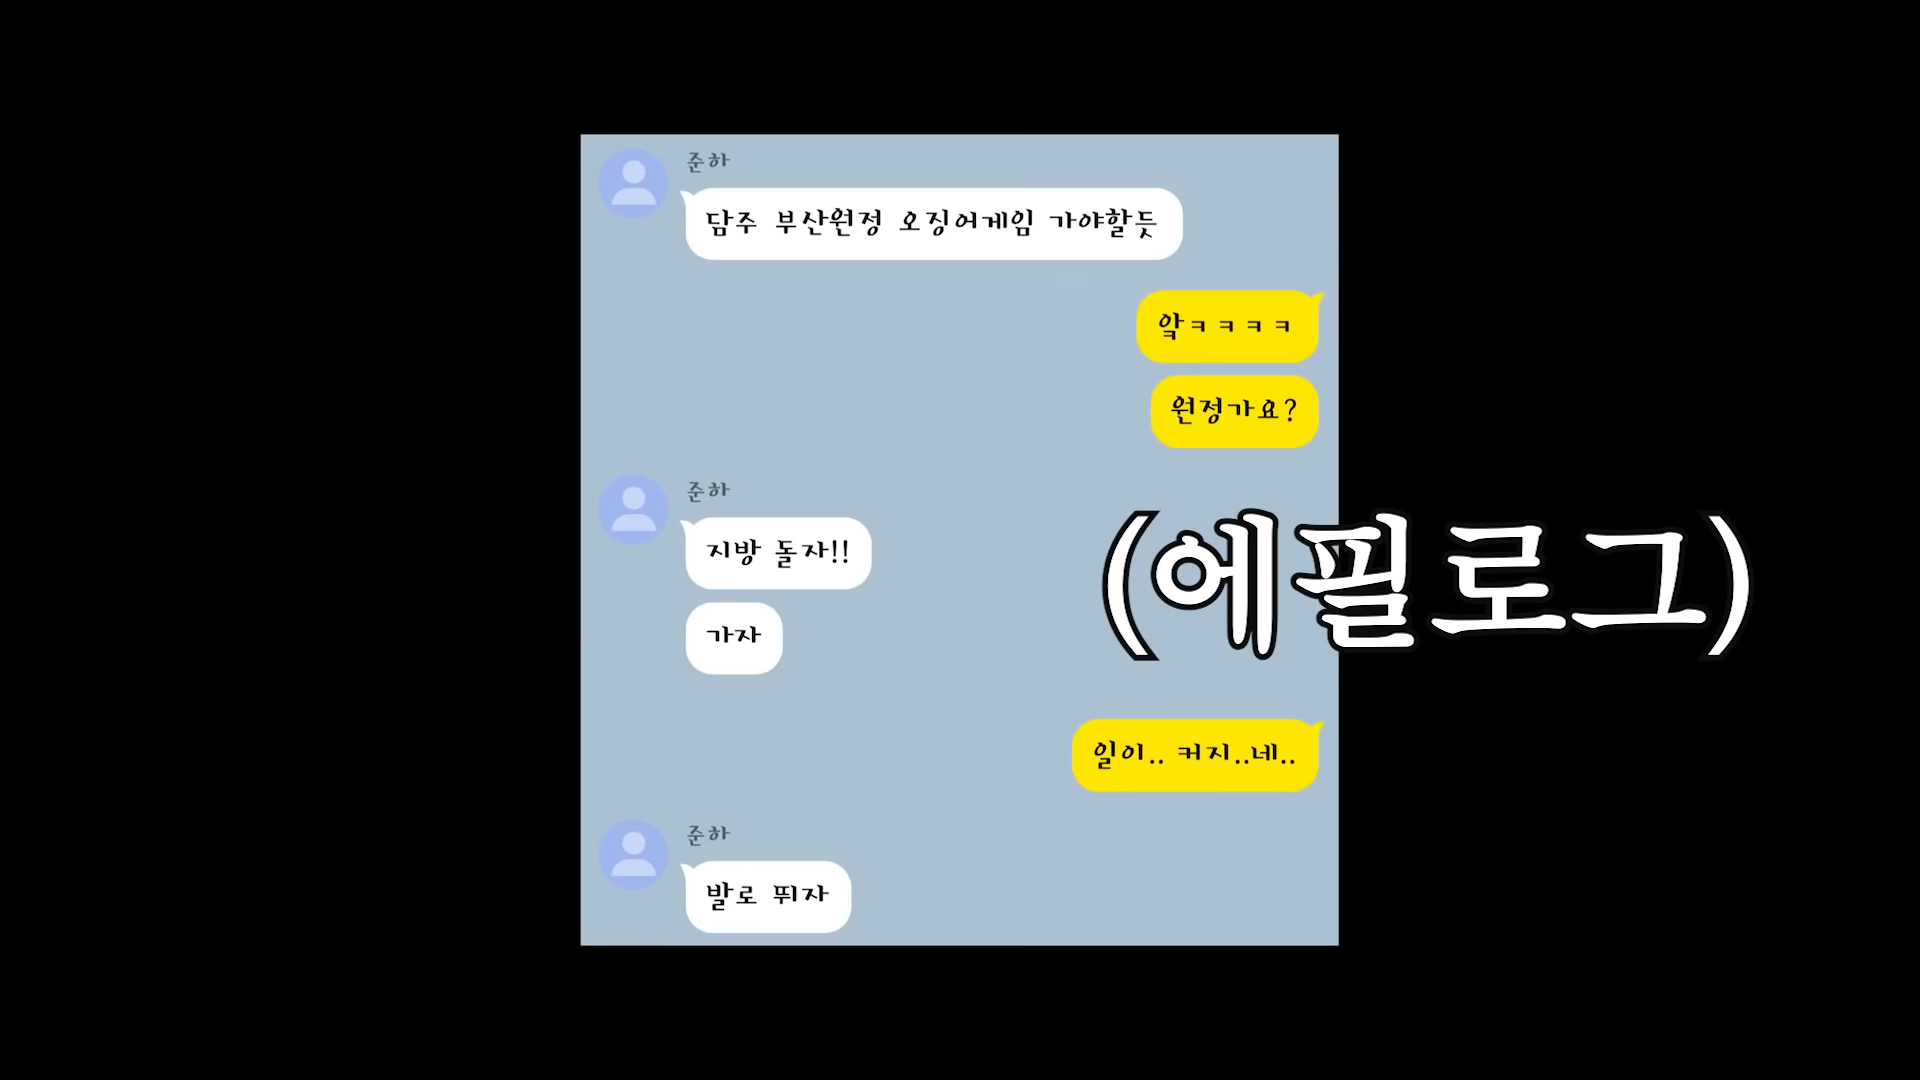 준하
담주 부산원정 오징어게임 가야할듯
앜ㅋㅋㅋㅋ
원정가요?
준하
지방 돌자!!
가자
(에필로그)
일이.. 커지..네..
준하
발로 뛰자